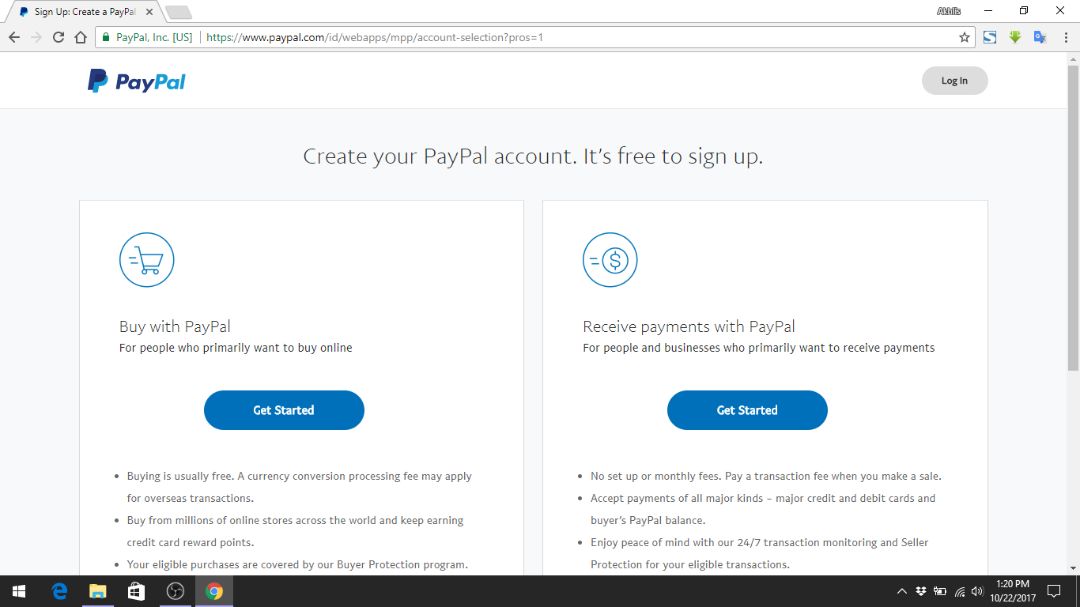 Sign Up: Create a PayPal
Akhlis
PayPal, Inc. [US]
https://www.paypal.com/id/webapps/mpp/account-selection?pros=1
PayPal
Log In
Create your PayPal account. It’s free to sign up.
Buy with PayPal
For people who primarily want to buy online
Get Started
Buying is usually free. A currency conversion processing fee may apply
for overseas transactions.
Buy from millions of online stores across the world and keep earning
credit card reward points.
Your eligible purchases are covered by our Buyer Protection program.
Receive payments with PayPal
For people and businesses who primarily want to receive payments
Get Started
No set up or monthly fees. Pay a transaction fee when you make a sale.
Accept payments of all major kinds – major credit and debit cards and
buyer’s PayPal balance.
Enjoy peace of mind with our 24/7 transaction monitoring and Seller
Protection for your eligible transactions.
1:20 PM
10/22/2017